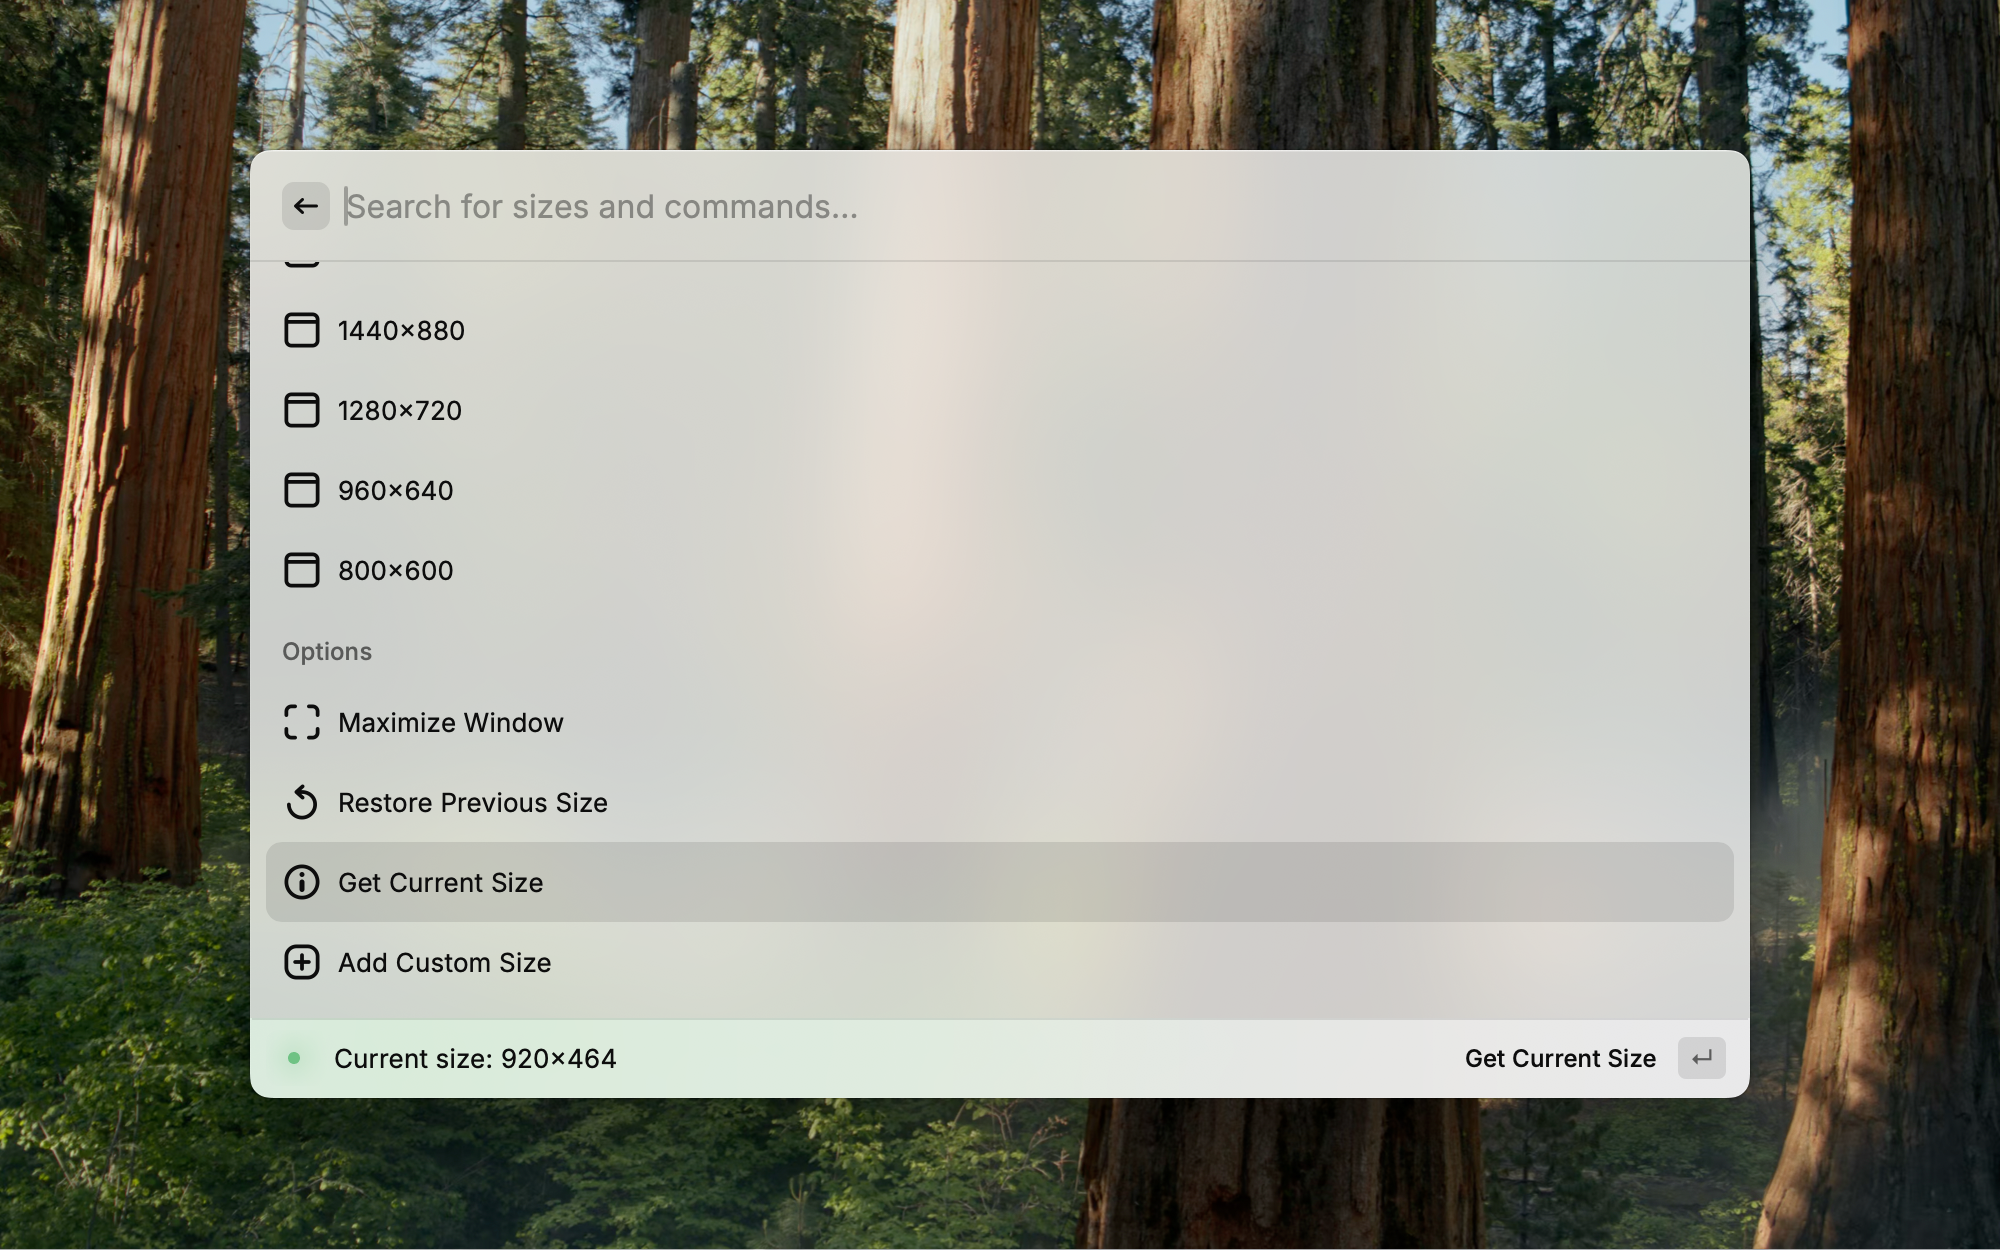 Search for sizes and commands...
1440×880
1280×720
960×640
800×600
Options
Maximize Window
Restore Previous Size
Get Current Size
Add Custom Size
Current size: 920×464
Get Current Size